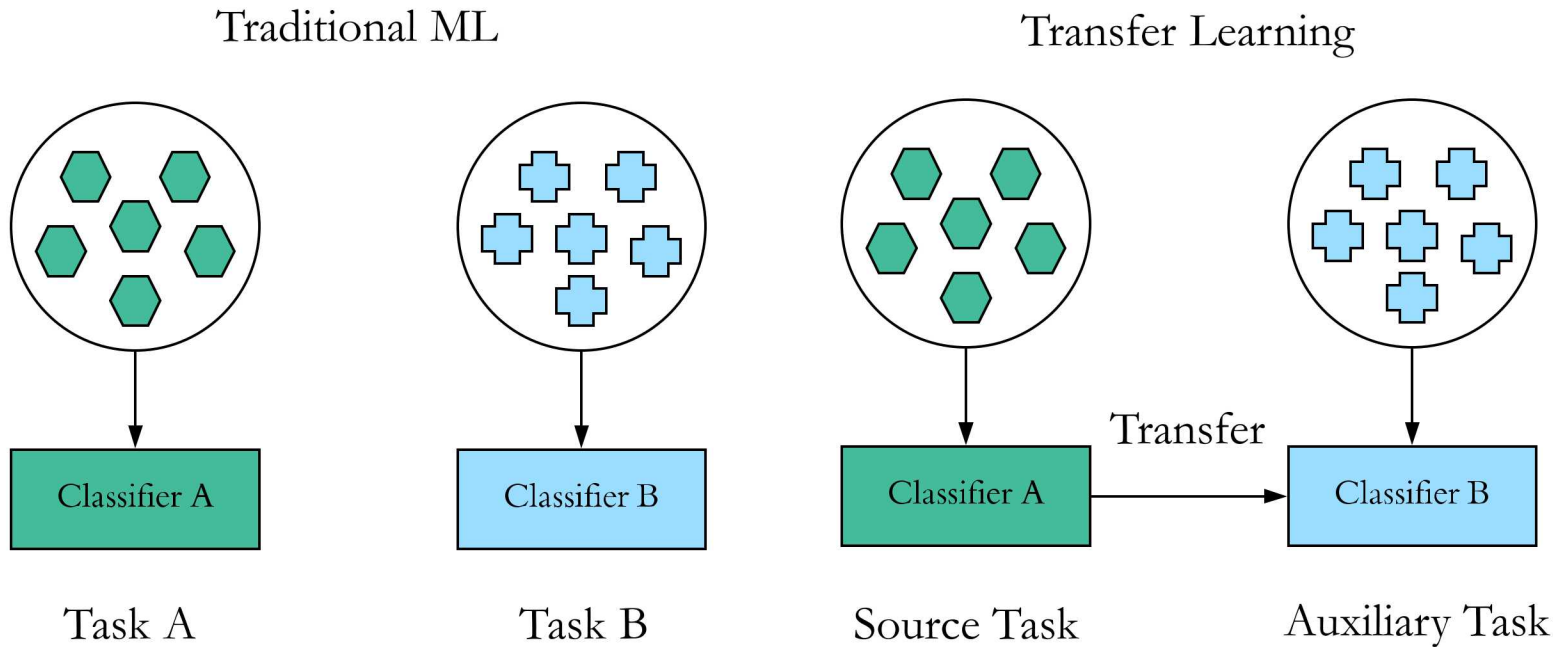 Traditional ML
Transfer Learning
Transfer
Classifier A
Classifier B
Classifier A
Classifier B
Task A
Task B
Source Task
Auxiliary Task